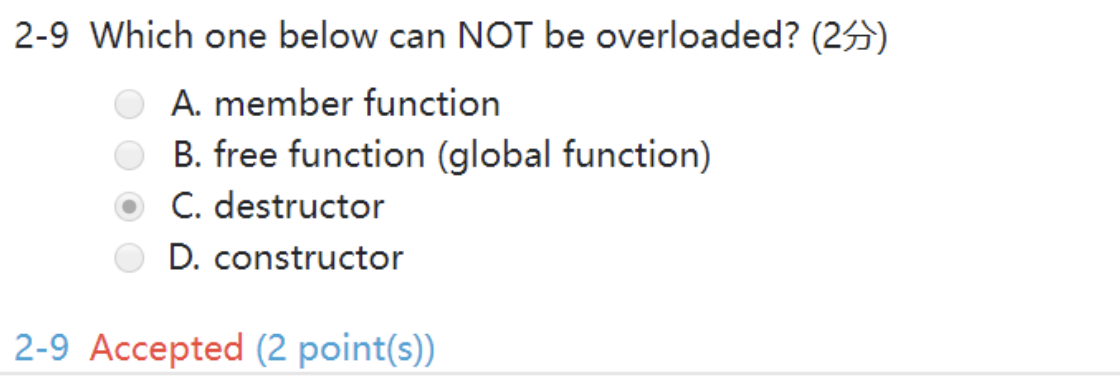 2-9 Which one below can NOT be overloaded? (2分)
A. member function
B. free function (global function)
C. destructor
D. constructor
2-9 Accepted (2 point(s))